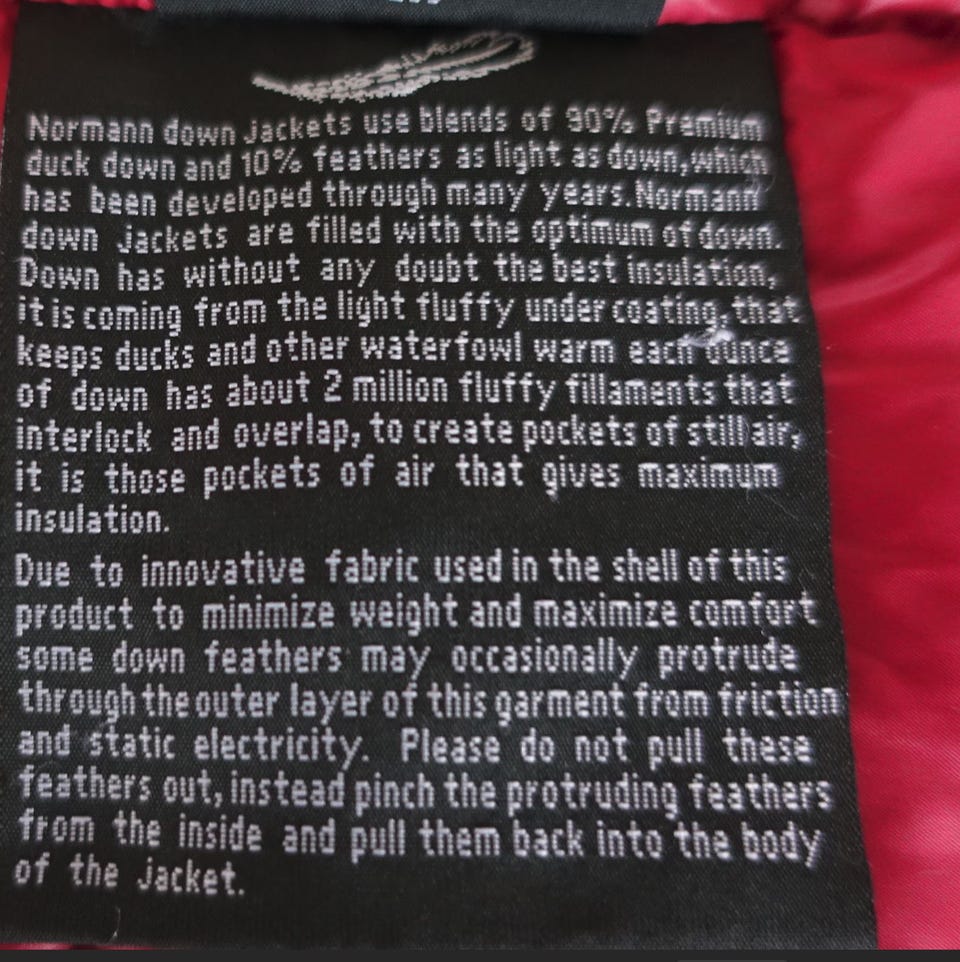 Normann down Jackets use blends of 90% Premium
duck down and 10% feathers as light as down, which
has been developed through many years. Normann
down Jackets are filled with the optimum of down.
Down has without any doubt the best insulation,
it is coming from the light fluffy under coating, that
keeps ducks and other waterfowl warm each ounce
of down has about 2 million fluffy fillaments that
interlock and overlap, to create pockets of still air,
it is those pockets of air that gives maximum
insulation.
Due to innovative fabric used in the shell of this
product to minimize weight and maximize comfort
some down feathers may occasionally protrude
through the outer layer of this garment from friction
and static electricity. Please do not pull these
feathers out, instead pinch the protruding feathers
from the inside and pull them back into the body
of the Jacket.